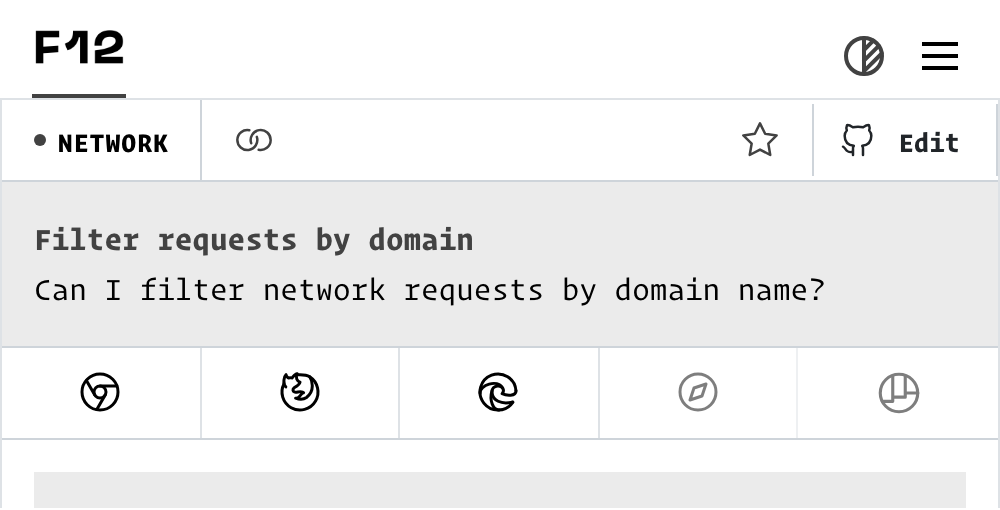 F12
NETWORK
Edit
Filter requests by domain
Can I filter network requests by domain name?